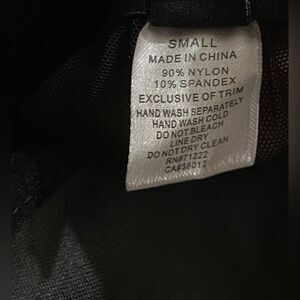 SMALL
MADE IN CHINA
90% NYLON
10% SPANDEX
EXCLUSIVE OF TRIM
HAND WASH SEPARATELY
HAND WASH COLD
DO NOT BLEACH
LINE DRY
DO NOT DRY CLEAN
RN#71222
CA#36012